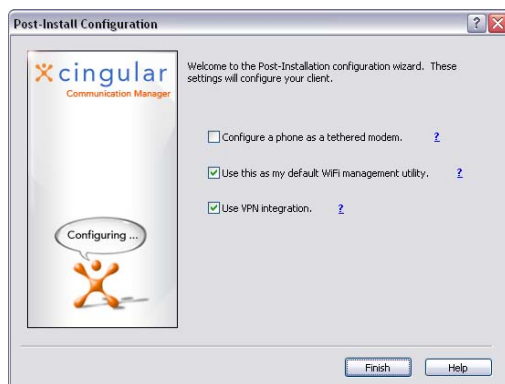 Post-Install Configuration
cingular
Communication Manager
Welcome to the Post-Installation configuration wizard. These
settings will configure your client.
Configure a phone as a tethered modem. ?
Use this as my default WiFi management utility. ?
Use VPN integration. ?
Configuring ...
Finish Help